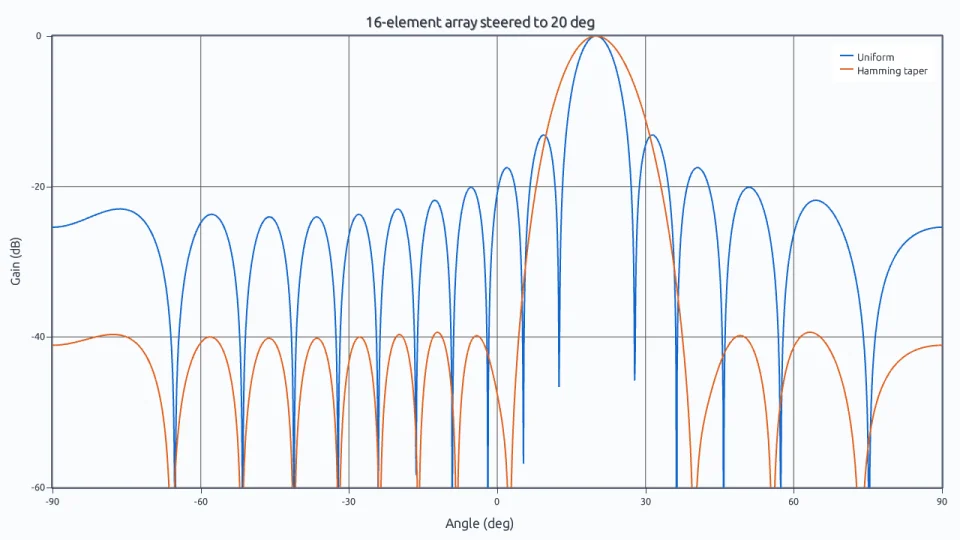 16-element array steered to 20 deg
Uniform
Hamming taper
0
-20
-40
-60
Gain (dB)
-90
-60
-30
0
30
60
90
Angle (deg)